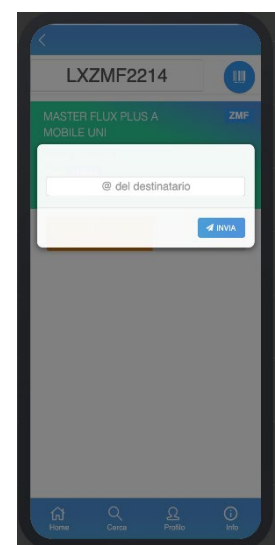 LXZMF2214
MASTER FLUX PLUS A ZMF
MOBILE UNI
@ del destinatario
INVIA
Home Cerca Profilo Info